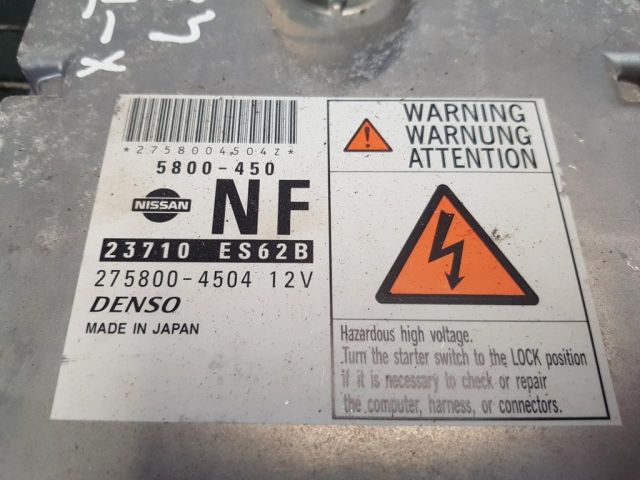 *2758004504Z*
5800-450
NISSAN
NF
23710 ES62B
275800-4504 12V
DENSO
MADE IN JAPAN
WARNING
WARNUNG
ATTENTION
Hazardous high voltage.
Turn the starter switch to the LOCK position
if it is necessary to check or repair
the computer, harness, or connectors.